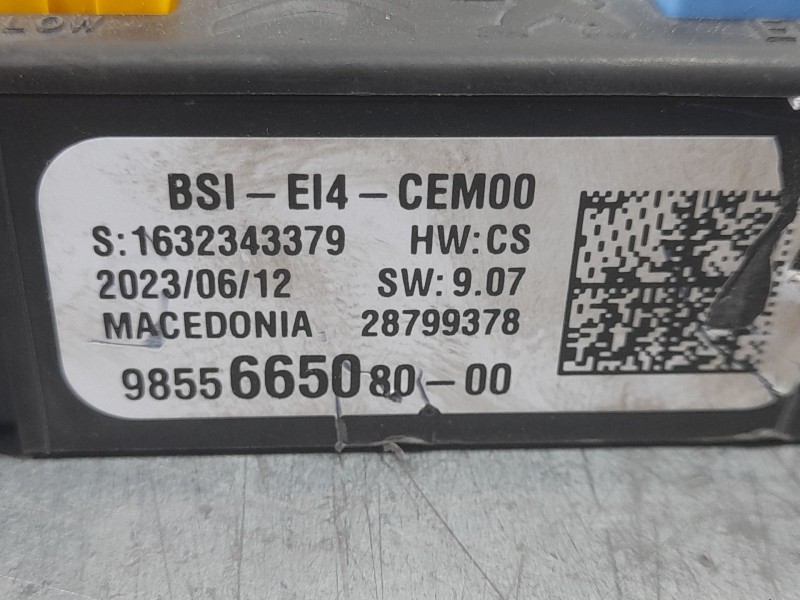 BSI-EI4-CEM00
S:1632343379 HW:CS
2023/06/12 SW: 9.07
MACEDONIA 28799378
9855665080-00